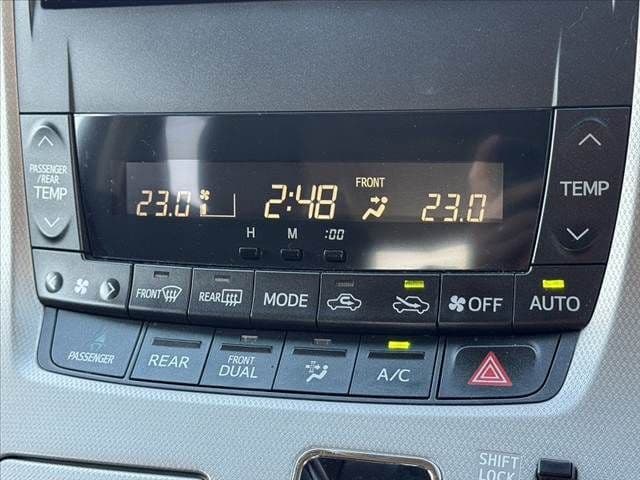 PASSENGER
/REAR
TEMP
FRONT
23.0
2:48
23.0
TEMP
H
M
:00
FRONT
REAR
MODE
OFF
AUTO
PASSENGER
REAR
FRONT
DUAL
A/C
SHIFT
LOCK